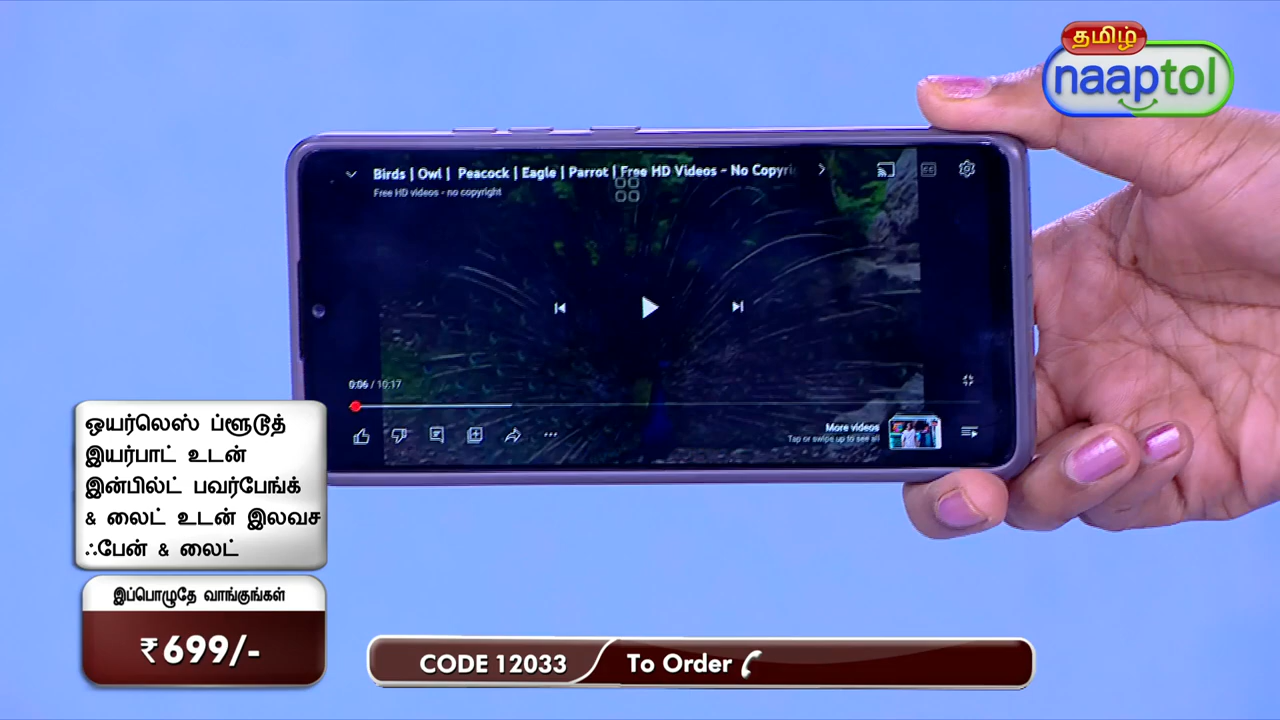 தமிழ்
naaptol
Birds | Owl | Peacock | Eagle | Parrot | Free HD Videos - No Copyri
Free HD videos - no copyright
0:06 / 10:17
More videos
Tap or swipe up to see all
ஒயர்லெஸ் ப்ளூடூத்
இயர்பாட் உடன்
இன்பில்ட் பவர்பேங்க்
& லைட் உடன் இலவச
ஃபேன் & லைட்
இப்பொழுதே வாங்குங்கள்
₹699/-
CODE 12033 To Order